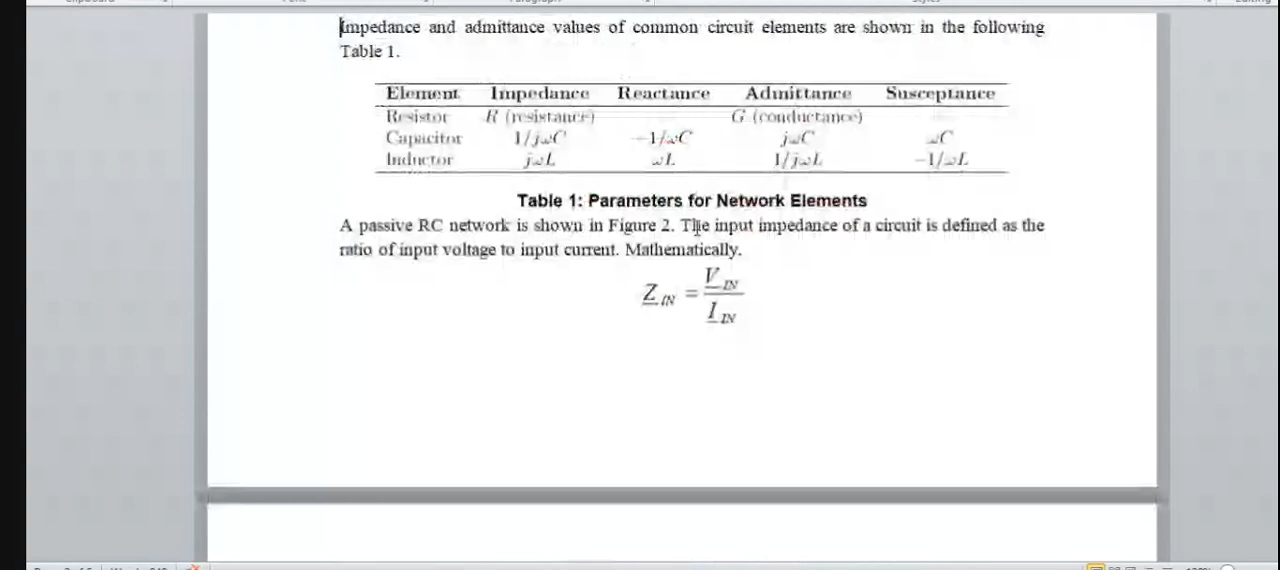 Impedance and admittance values of common circuit elements are shown in the following
Table 1.
Element Impedance Reactance Admittance Susceptance
Resistor R (resistance) G (conductance)
Capacitor 1/jωC −1/ωC jωC ωC
Inductor jωL ωL 1/jωL −1/ωL
Table 1: Parameters for Network Elements
A passive RC network is shown in Figure 2. The input impedance of a circuit is defined as the
ratio of input voltage to input current. Mathematically.
Z_IN = V_IN / I_IN